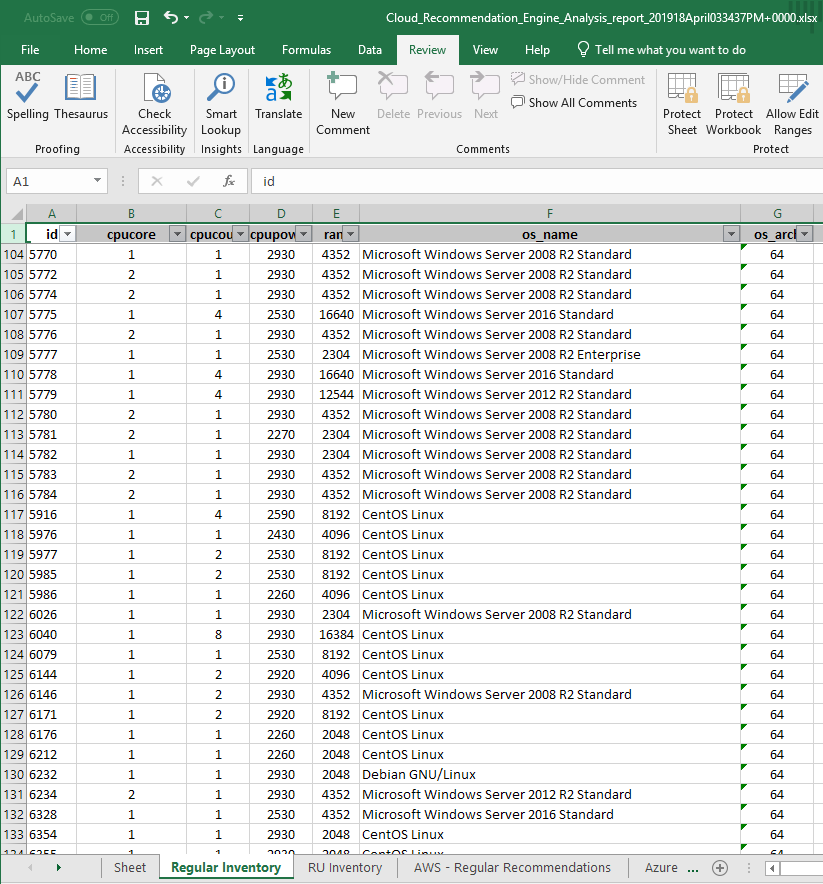 AutoSave Off Cloud_Recommendation_Engine_Analysis_report_201918April033437PM+0000.xlsx
File Home Insert Page Layout Formulas Data Review View Help Tell me what you want to do
ABC
Spelling Thesaurus Check Accessibility Smart Lookup Translate New Comment Delete Previous Next Show/Hide Comment Show All Comments Protect Sheet Protect Workbook Allow Edit Ranges
Proofing Accessibility Insights Language Comments Protect
A1 fx id
A B C D E F G
1 id cpucore cpucou cpupow ram os_name os_arcl
104 5770 1 1 2930 4352 Microsoft Windows Server 2008 R2 Standard 64
105 5772 2 1 2930 4352 Microsoft Windows Server 2008 R2 Standard 64
106 5774 2 1 2930 4352 Microsoft Windows Server 2008 R2 Standard 64
107 5775 1 4 2530 16640 Microsoft Windows Server 2016 Standard 64
108 5776 2 1 2930 4352 Microsoft Windows Server 2008 R2 Standard 64
109 5777 1 1 2530 2304 Microsoft Windows Server 2008 R2 Enterprise 64
110 5778 1 4 2930 16640 Microsoft Windows Server 2016 Standard 64
111 5779 1 4 2930 12544 Microsoft Windows Server 2012 R2 Standard 64
112 5780 2 1 2930 4352 Microsoft Windows Server 2008 R2 Standard 64
113 5781 2 1 2270 2304 Microsoft Windows Server 2008 R2 Standard 64
114 5782 1 1 2930 2304 Microsoft Windows Server 2008 R2 Standard 64
115 5783 2 1 2930 4352 Microsoft Windows Server 2008 R2 Standard 64
116 5784 2 1 2930 4352 Microsoft Windows Server 2008 R2 Standard 64
117 5916 1 4 2590 8192 CentOS Linux 64
118 5976 1 1 2430 4096 CentOS Linux 64
119 5977 1 2 2530 8192 CentOS Linux 64
120 5985 1 2 2530 8192 CentOS Linux 64
121 5986 1 1 2260 4096 CentOS Linux 64
122 6026 1 1 2930 2304 Microsoft Windows Server 2008 R2 Standard 64
123 6040 1 8 2930 16384 CentOS Linux 64
124 6079 1 1 2530 8192 CentOS Linux 64
125 6144 1 2 2920 4096 CentOS Linux 64
126 6146 1 2 2930 4352 Microsoft Windows Server 2008 R2 Standard 64
127 6171 1 2 2920 8192 CentOS Linux 64
128 6176 1 1 2260 2048 CentOS Linux 64
129 6212 1 1 2260 2048 CentOS Linux 64
130 6232 1 1 2930 2048 Debian GNU/Linux 64
131 6234 2 1 2930 4352 Microsoft Windows Server 2012 R2 Standard 64
132 6328 1 1 2530 4352 Microsoft Windows Server 2016 Standard 64
133 6354 1 1 2930 2048 CentOS Linux 64
Sheet Regular Inventory RU Inventory AWS - Regular Recommendations Azure ...